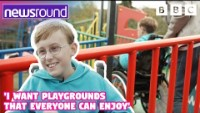 newsround
BBC
'I WANT PLAYGROUNDS
THAT EVERYONE CAN ENJOY'